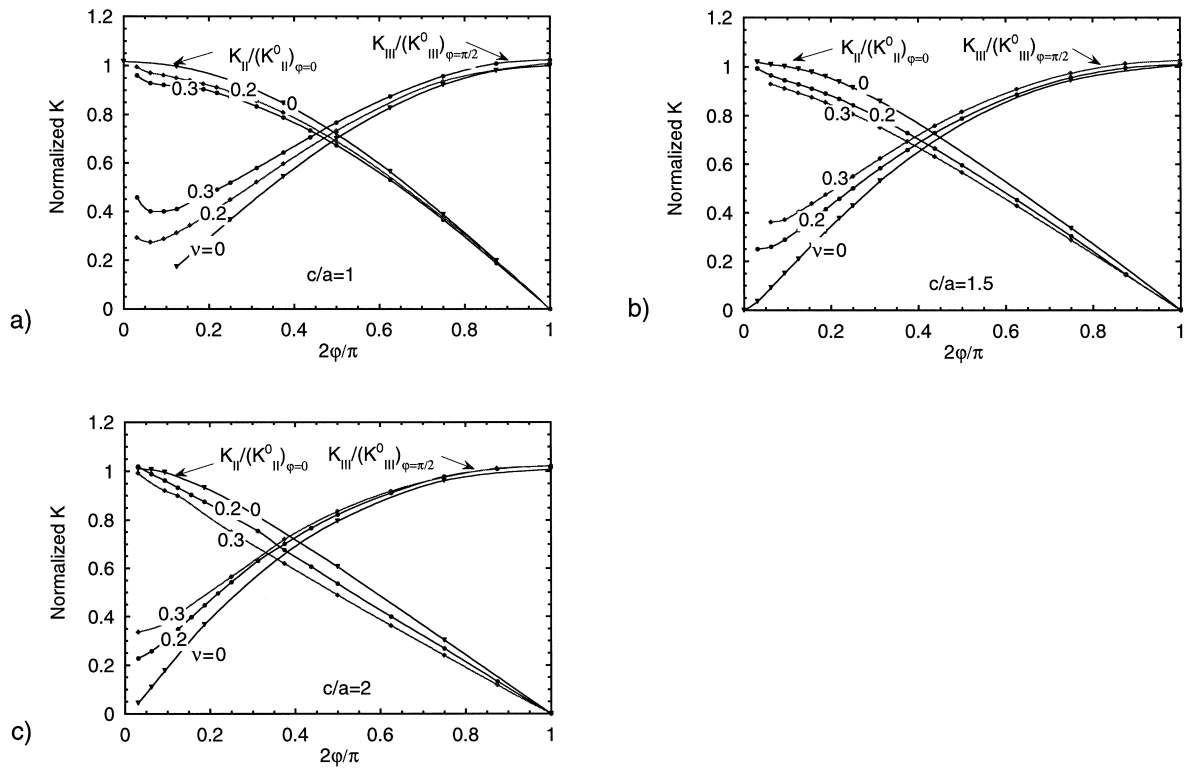 1.2
1
0.8
0.6
0.4
0.2
0
Normalized K
K_II/(K^0_II)_φ=0
K_III/(K^0_III)_φ=π/2
0.3
0.2
0
0.3
0.2
ν=0
c/a=1
0 0.2 0.4 0.6 0.8 1
2φ/π
a)
1.2
1
0.8
0.6
0.4
0.2
0
Normalized K
K_II/(K^0_II)_φ=0
K_III/(K^0_III)_φ=π/2
0
0.3
0.2
0.3
0.2
ν=0
c/a=1.5
0 0.2 0.4 0.6 0.8 1
2φ/π
b)
1.2
1
0.8
0.6
0.4
0.2
0
Normalized K
K_II/(K^0_II)_φ=0
K_III/(K^0_III)_φ=π/2
0.2
0
0.3
0.3
0.2
ν=0
c/a=2
0 0.2 0.4 0.6 0.8 1
2φ/π
c)